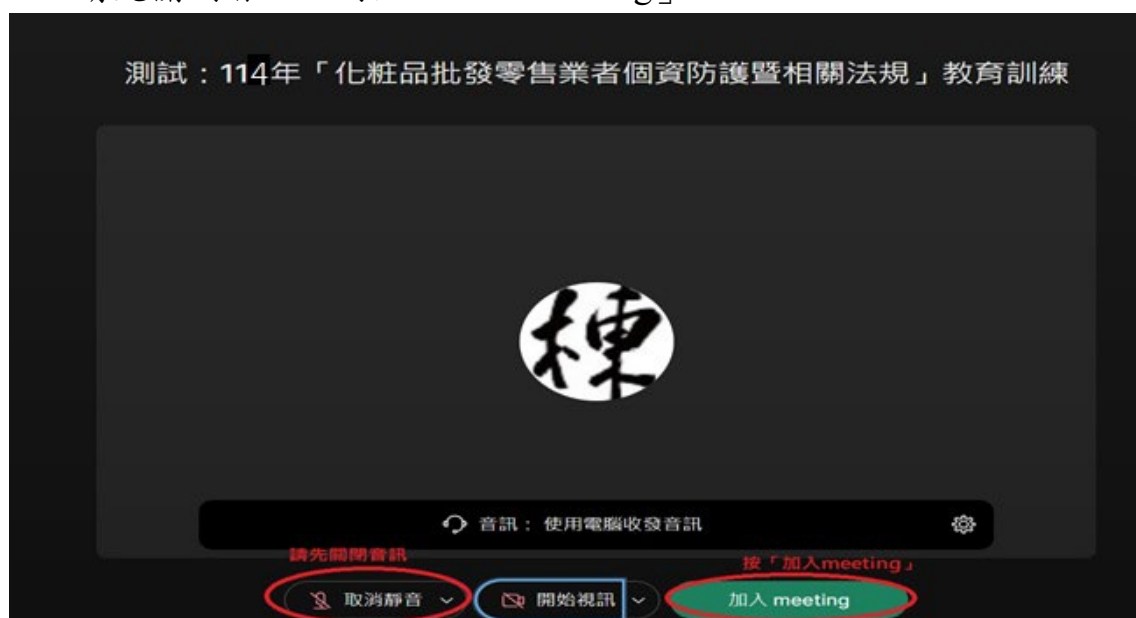 測試：114年「化粧品批發零售業者個資防護暨相關法規」教育訓練
棟
音訊： 使用電腦收發音訊
請先關閉音訊
按「加入meeting」
取消靜音
開始視訊
加入 meeting